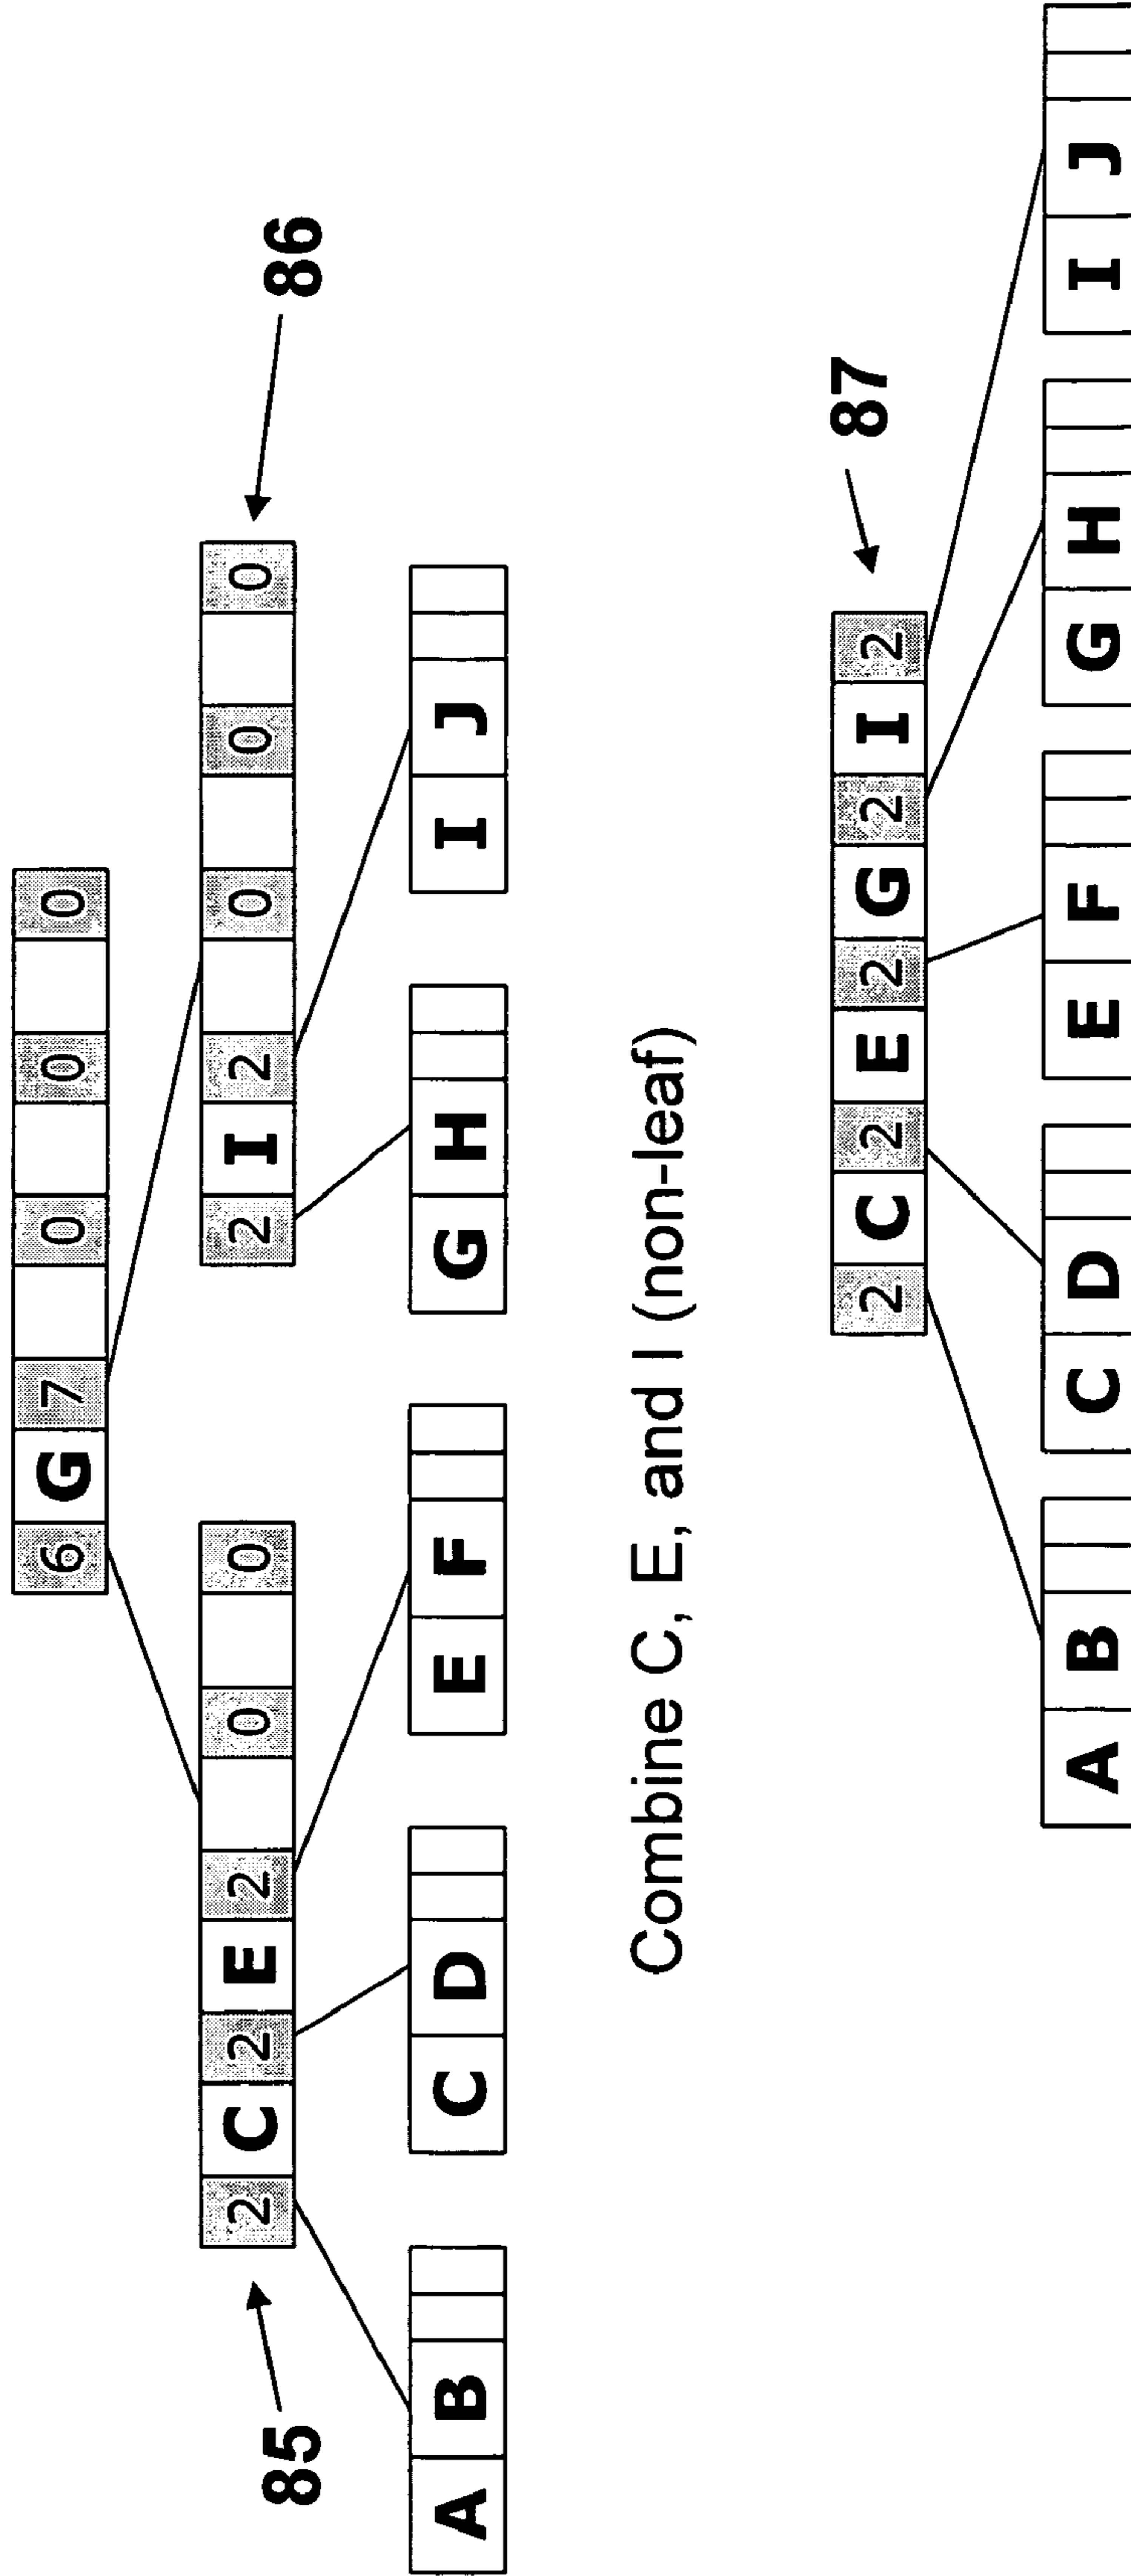 6 G 7 0 0 0
85 2 C 2 E 2 0 0
2 I 2 0 0 0 86
A B
C D
E F
G H
I J
Combine C, E, and I (non-leaf)
2 C 2 E 2 G 2 I 2 87
A B
C D
E F
G H
I J